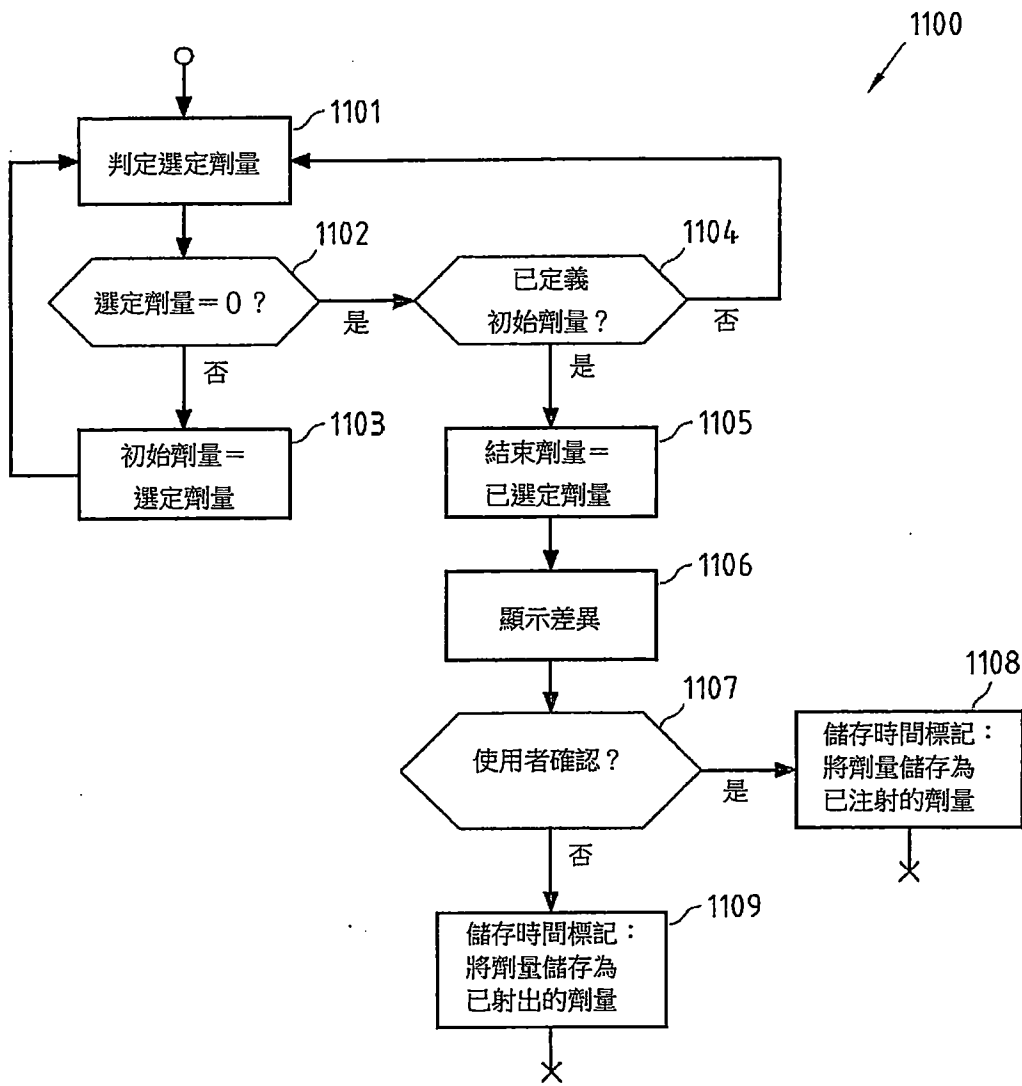 1100
1101
判定選定劑量
1102
選定劑量＝0？
是
否
1103
初始劑量＝
選定劑量
1104
已定義
初始劑量？
否
是
1105
結束劑量＝
已選定劑量
1106
顯示差異
1107
使用者確認？
是
否
1108
儲存時間標記：
將劑量儲存為
已注射的劑量
1109
儲存時間標記：
將劑量儲存為
已射出的劑量